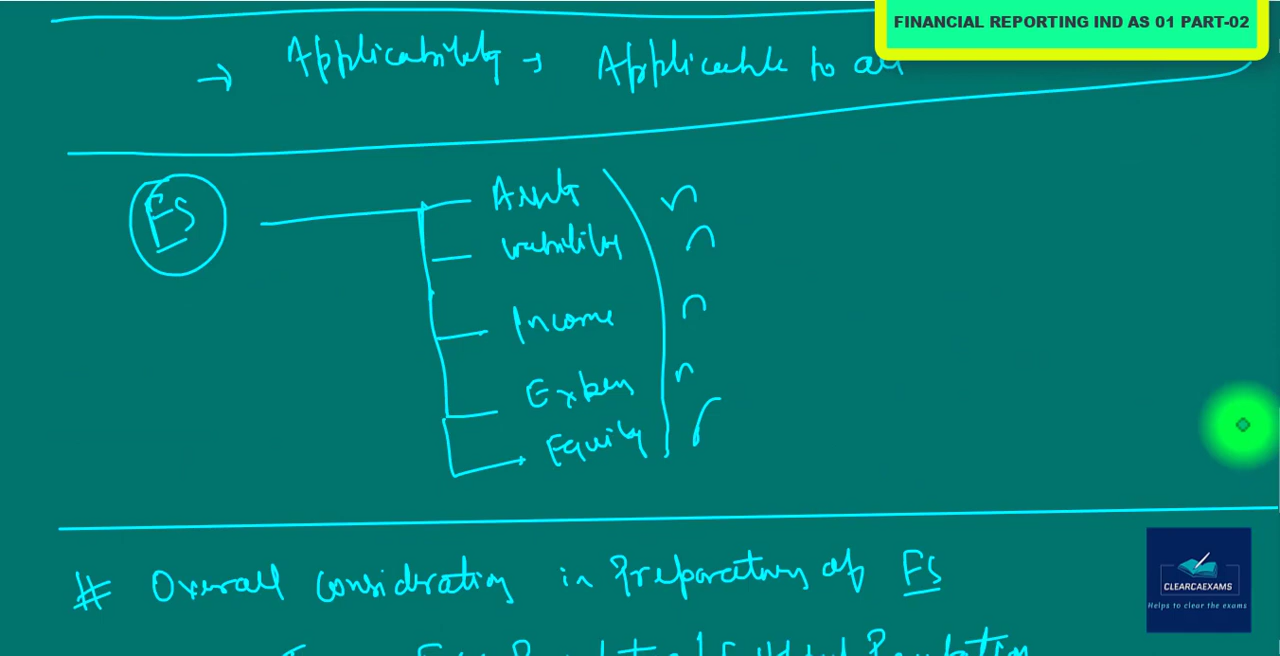 FINANCIAL REPORTING IND AS 01 PART-02
→ Applicability → Applicable to all
FS
Assets
Liability
Income
Expen
Equity
# Overall consideration in Preparation of FS
CLEARCAEXAMS
Helps to clear the exams